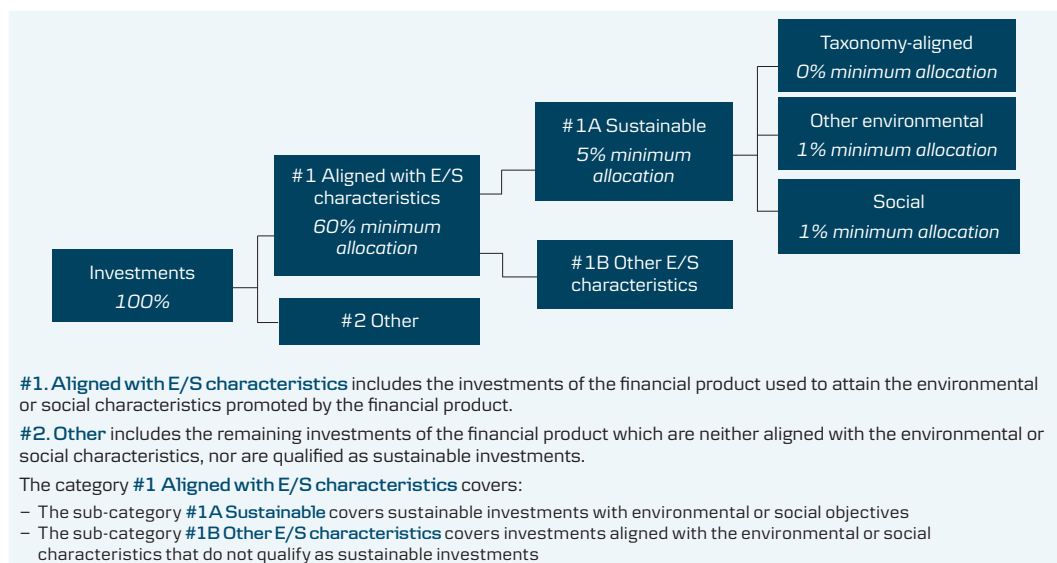 Taxonomy-aligned
0% minimum allocation
Other environmental
1% minimum allocation
Social
1% minimum allocation
#1A Sustainable
5% minimum
allocation
#1B Other E/S
characteristics
#1 Aligned with E/S
characteristics
60% minimum
allocation
#2 Other
Investments
100%
#1. Aligned with E/S characteristics includes the investments of the financial product used to attain the environmental
or social characteristics promoted by the financial product.
#2. Other includes the remaining investments of the financial product which are neither aligned with the environmental or
social characteristics, nor are qualified as sustainable investments.
The category #1 Aligned with E/S characteristics covers:
– The sub-category #1A Sustainable covers sustainable investments with environmental or social objectives
– The sub-category #1B Other E/S characteristics covers investments aligned with the environmental or social
characteristics that do not qualify as sustainable investments